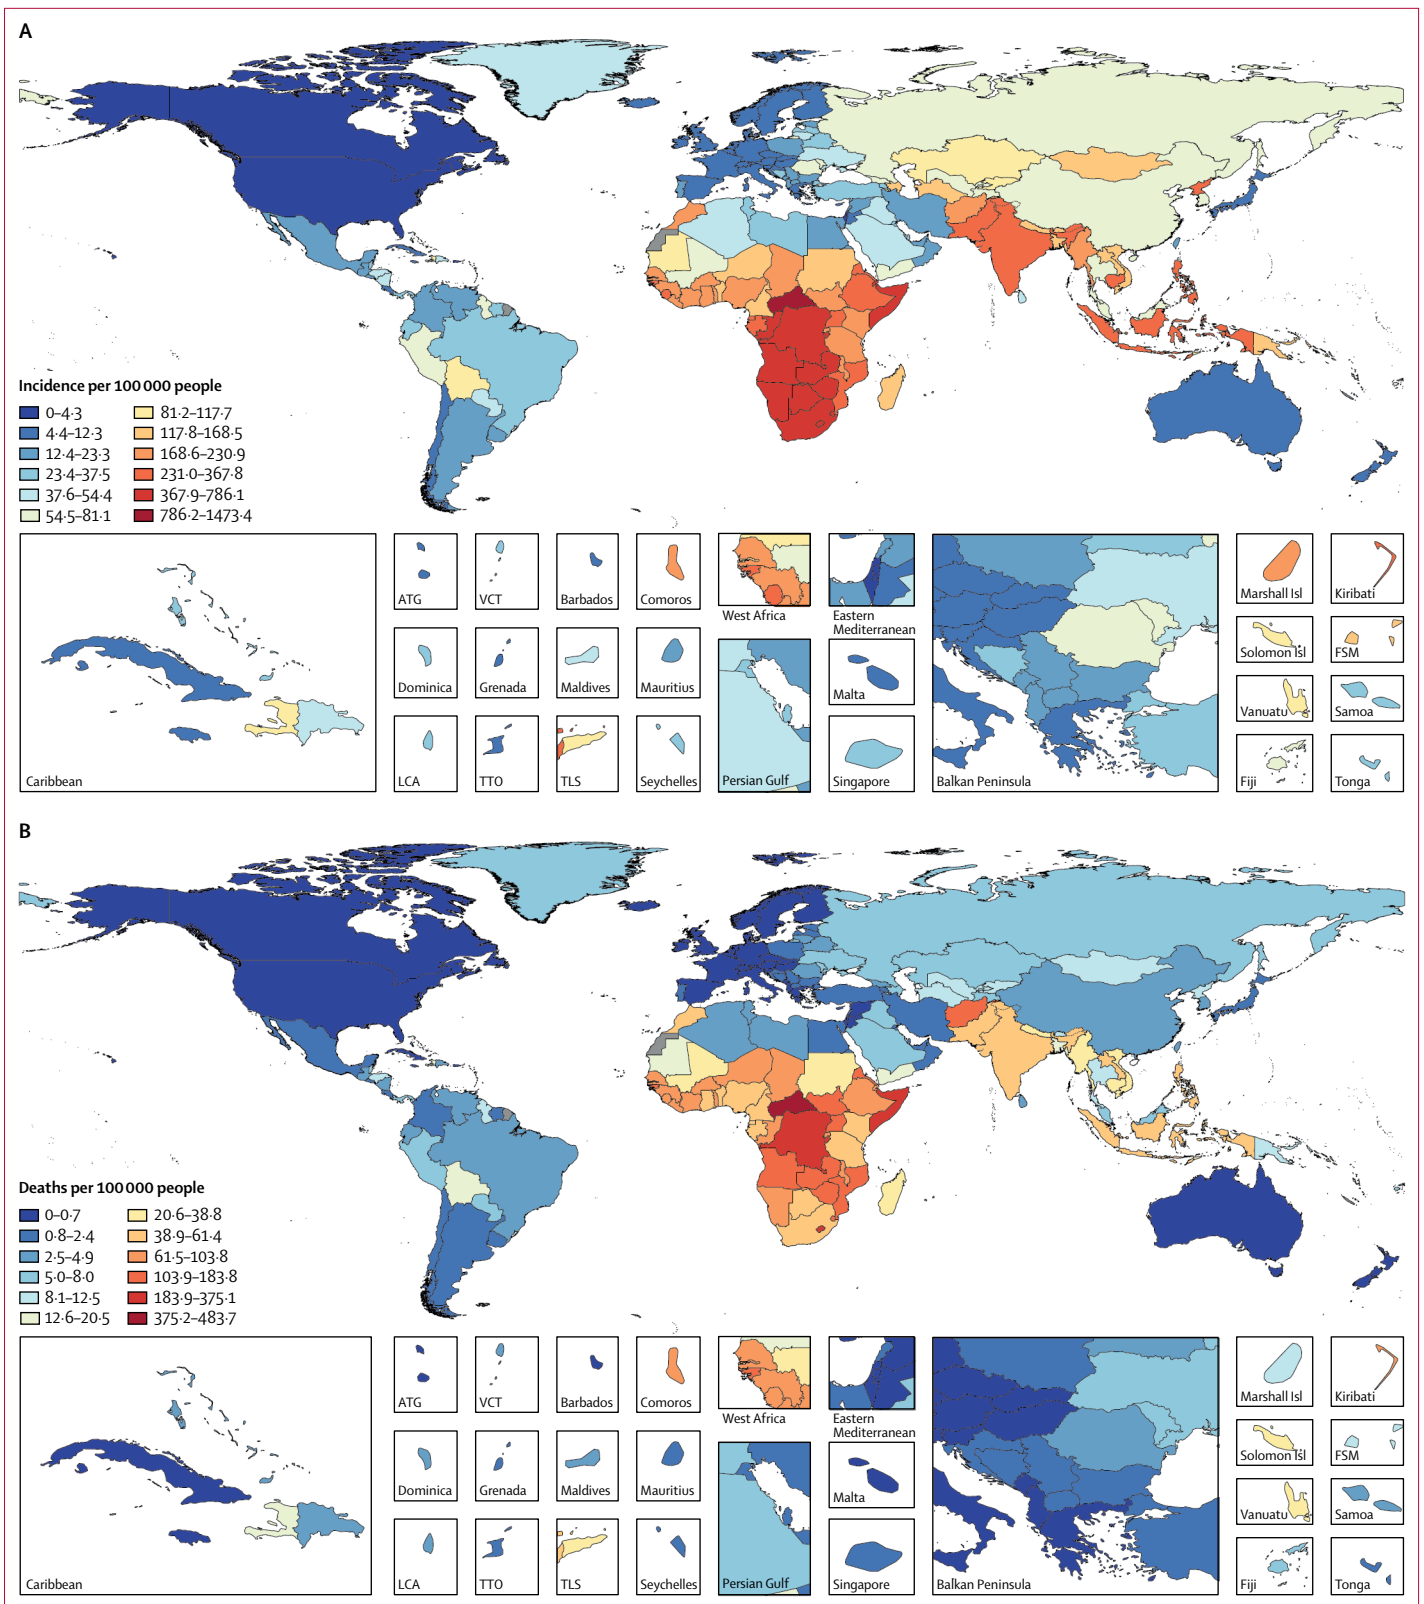 A
Incidence per 100 000 people
0–4·3
4·4–12·3
12·4–23·3
23·4–37·5
37·6–54·4
54·5–81·1
81·2–117·7
117·8–168·5
168·6–230·9
231·0–367·8
367·9–786·1
786·2–1473·4
Caribbean
ATG
VCT
Barbados
Comoros
West Africa
Eastern
Mediterranean
Dominica
Grenada
Maldives
Mauritius
Malta
LCA
TTO
TLS
Seychelles
Persian Gulf
Singapore
Balkan Peninsula
Marshall Isl
Kiribati
Solomon Isl
FSM
Vanuatu
Samoa
Fiji
Tonga
B
Deaths per 100 000 people
0–0·7
0·8–2·4
2·5–4·9
5·0–8·0
8·1–12·5
12·6–20·5
20·6–38·8
38·9–61·4
61·5–103·8
103·9–183·8
183·9–375·1
375·2–483·7
Caribbean
ATG
VCT
Barbados
Comoros
West Africa
Eastern
Mediterranean
Dominica
Grenada
Maldives
Mauritius
Malta
LCA
TTO
TLS
Seychelles
Persian Gulf
Singapore
Balkan Peninsula
Marshall Isl
Kiribati
Solomon Isl
FSM
Vanuatu
Samoa
Fiji
Tonga